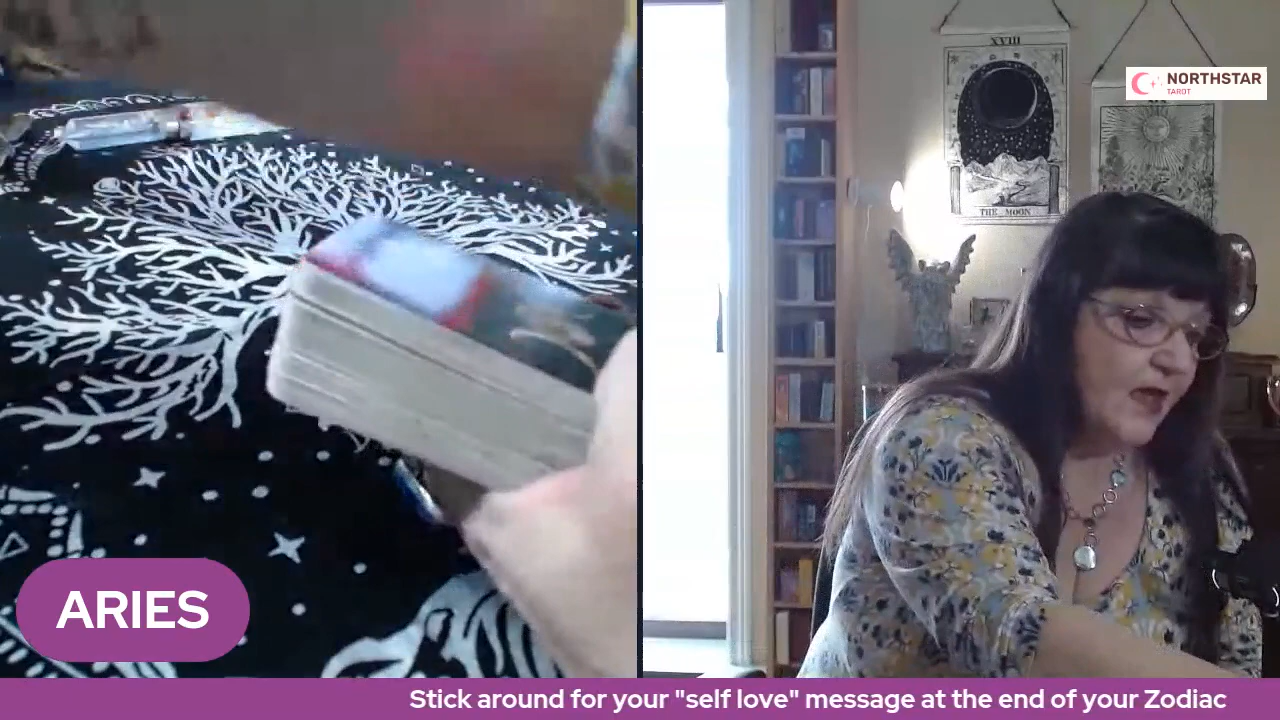 XVIII
THE MOON
NORTHSTAR
TAROT
ARIES
Stick around for your "self love" message at the end of your Zodiac